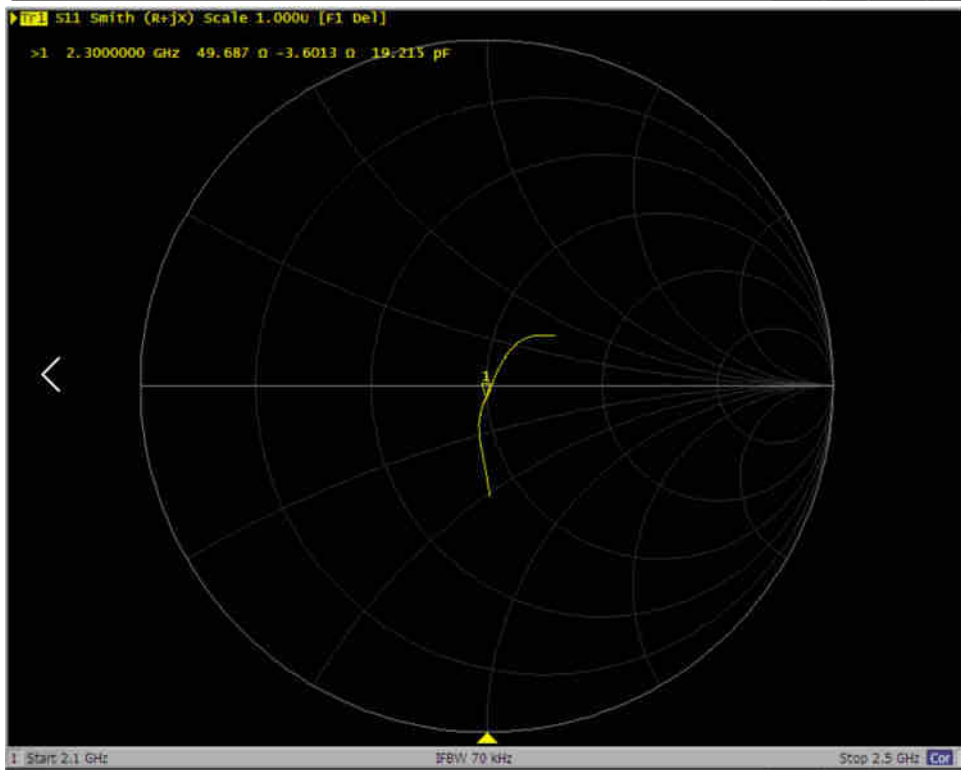 Tr1 S11 Smith (R+jX) Scale 1.000U [F1 Del]
>1 2.3000000 GHz 49.687 Ω -3.6013 Ω 19.215 pF
1
1 Start 2.1 GHz IFBW 70 kHz Stop 2.5 GHz Cor